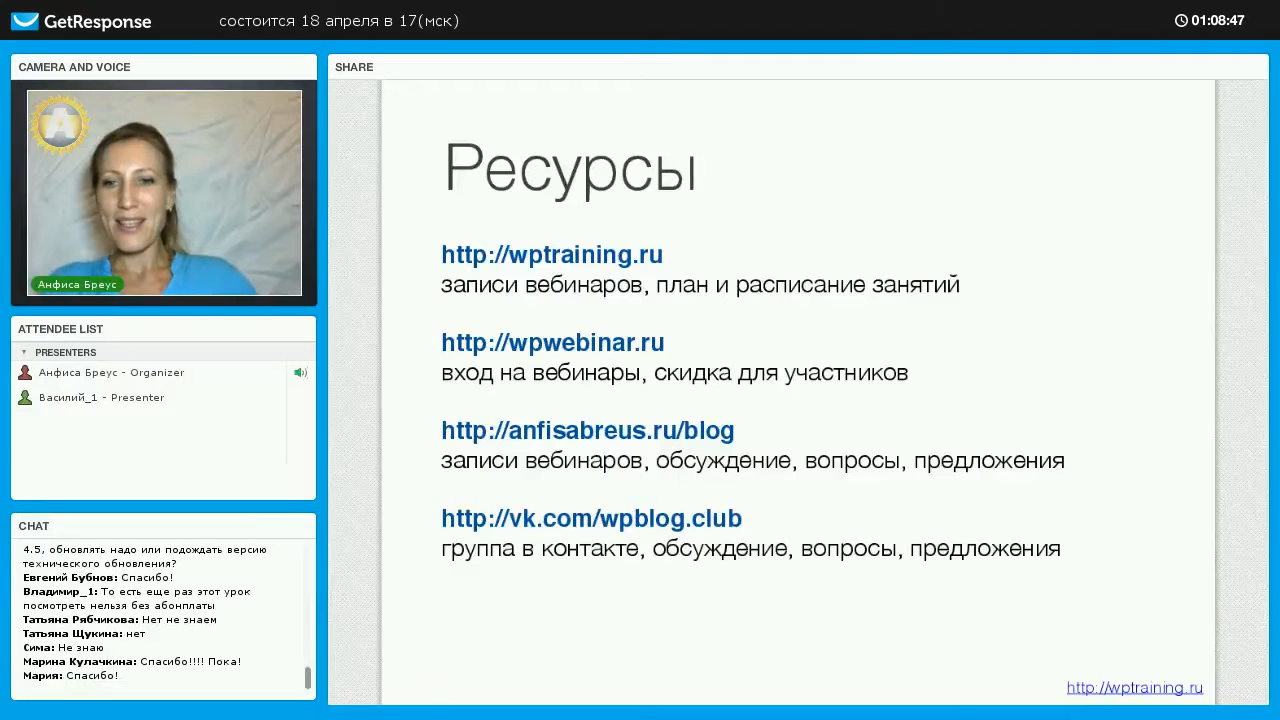 GetResponse
состоится 18 апреля в 17(мск)
01:08:47
CAMERA AND VOICE
A
Анфиса Бреус
ATTENDEE LIST
PRESENTERS
Анфиса Бреус - Organizer
Василий_1 - Presenter
CHAT
4.5, обновлять надо или подождать версию
технического обновления?
Евгений Бубнов: Спасибо!
Владимир_1: То есть еще раз этот урок
посмотреть нельзя без абонплаты
Татьяна Рябчикова: Нет не знаем
Татьяна Щукина: нет
Сима: Не знаю
Марина Кулачкина: Спасибо!!!! Пока!
Мария: Спасибо!
SHARE
Ресурсы
http://wptraining.ru
записи вебинаров, план и расписание занятий
http://wpwebinar.ru
вход на вебинары, скидка для участников
http://anfisabreus.ru/blog
записи вебинаров, обсуждение, вопросы, предложения
http://vk.com/wpblog.club
группа в контакте, обсуждение, вопросы, предложения
http://wptraining.ru